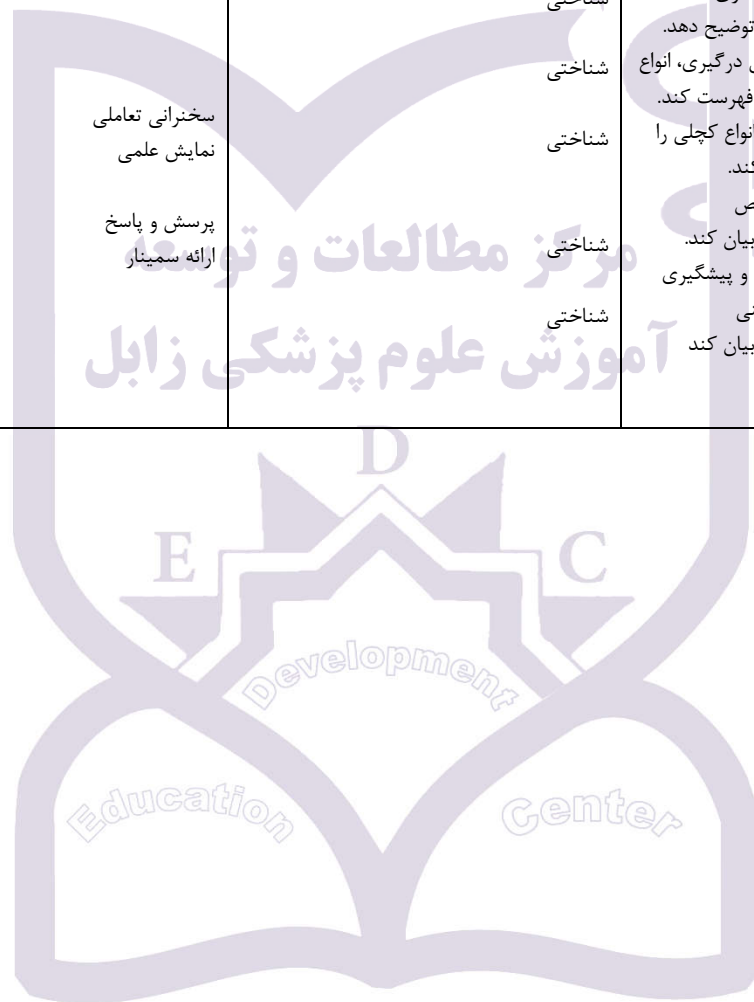 شناختی
توضیح دهد.
درگیری، انواع
شناختی
فهرست کند.
سخنرانی تعاملی
انواع کچلی را
شناختی
نمایش علمی
کند.
پرسش و پاسخ
بیان کند.
شناختی
ارائه سمینار
و پیشگیری
شناختی
بیان کند
مرکز مطالعات و توسعه
آموزش علوم پزشکی زابل
E D C
Education
Development
Center